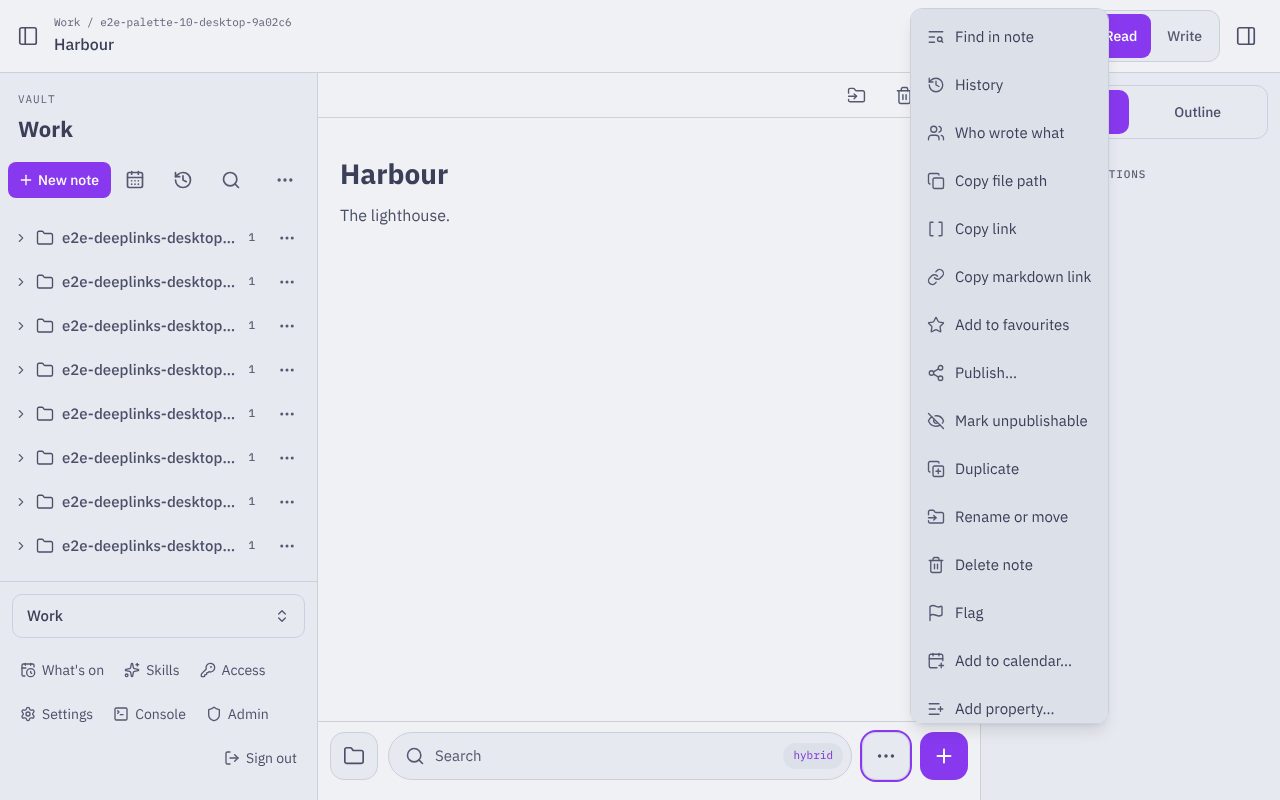 Work / e2e-palette-10-desktop-9a02c6
Harbour
Read
Write
VAULT
Work
New note
e2e-deeplinks-desktop... 1
e2e-deeplinks-desktop... 1
e2e-deeplinks-desktop... 1
e2e-deeplinks-desktop... 1
e2e-deeplinks-desktop... 1
e2e-deeplinks-desktop... 1
e2e-deeplinks-desktop... 1
e2e-deeplinks-desktop... 1
Work
What's on
Skills
Access
Settings
Console
Admin
Sign out
Harbour
The lighthouse.
Search
hybrid
Find in note
History
Who wrote what
Copy file path
Copy link
Copy markdown link
Add to favourites
Publish...
Mark unpublishable
Duplicate
Rename or move
Delete note
Flag
Add to calendar...
Add property...
Outline